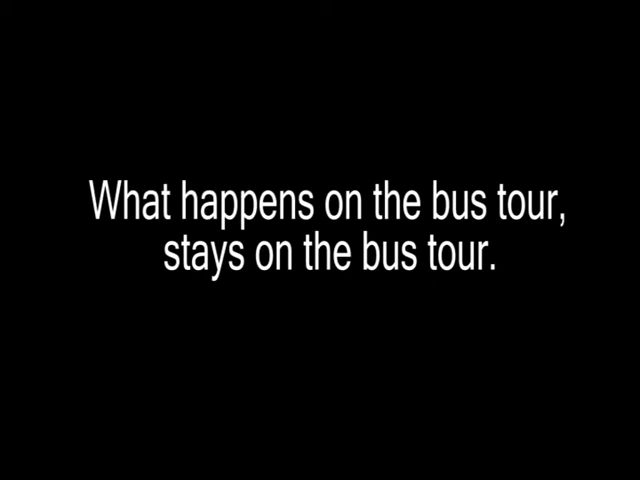 What happens on the bus tour,
stays on the bus tour.